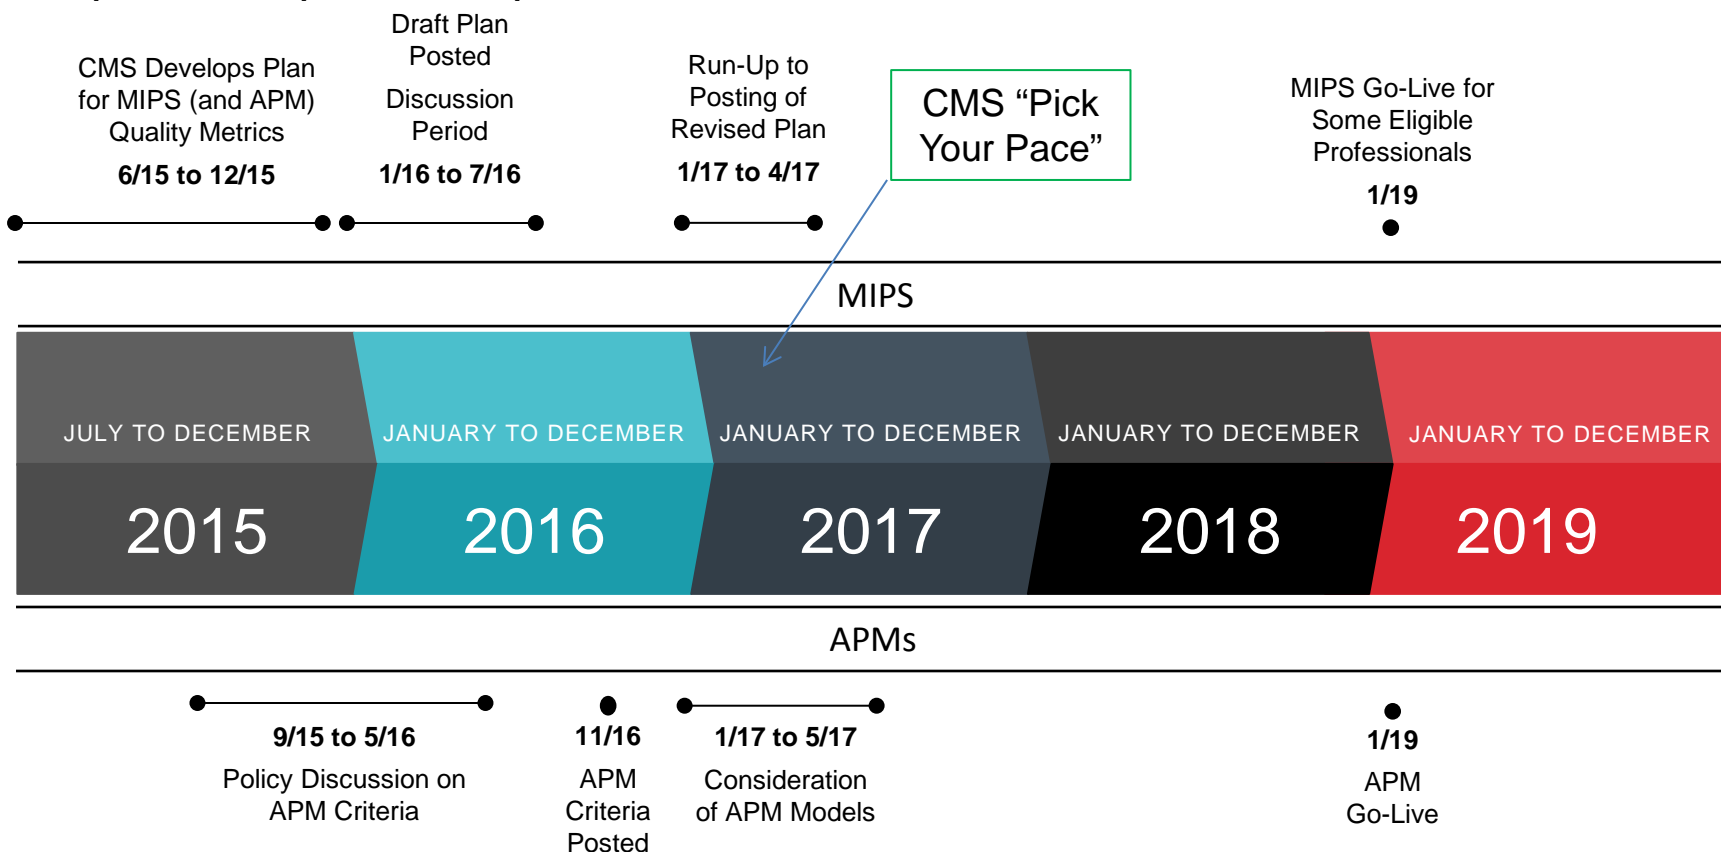 CMS Develops Plan
for MIPS (and APM)
Quality Metrics
6/15 to 12/15
Draft Plan
Posted
Discussion
Period
1/16 to 7/16
Run-Up to
Posting of
Revised Plan
1/17 to 4/17
CMS “Pick
Your Pace”
MIPS Go-Live for
Some Eligible
Professionals
1/19
MIPS
JULY TO DECEMBER
JANUARY TO DECEMBER
JANUARY TO DECEMBER
JANUARY TO DECEMBER
JANUARY TO DECEMBER
2015
2016
2017
2018
2019
APMs
9/15 to 5/16
Policy Discussion on
APM Criteria
11/16
APM
Criteria
Posted
1/17 to 5/17
Consideration
of APM Models
1/19
APM
Go-Live